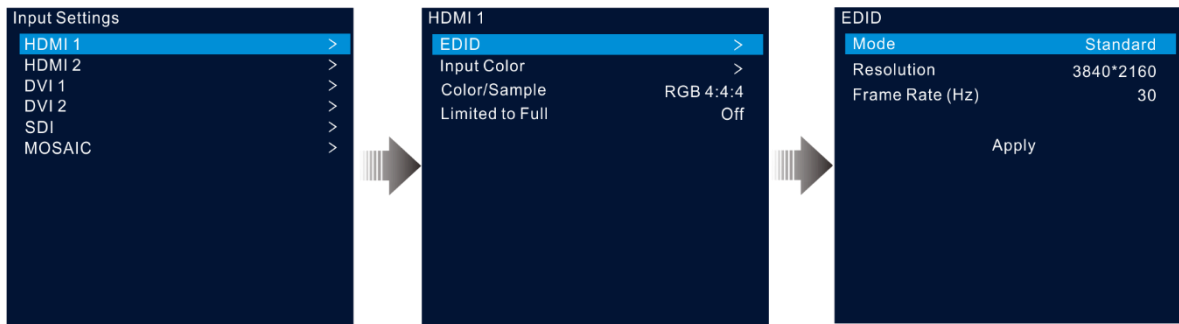 Input Settings
HDMI 1 >
HDMI 2 >
DVI 1 >
DVI 2 >
SDI >
MOSAIC >
HDMI 1
EDID >
Input Color >
Color/Sample RGB 4:4:4
Limited to Full Off
EDID
Mode Standard
Resolution 3840*2160
Frame Rate (Hz) 30
Apply